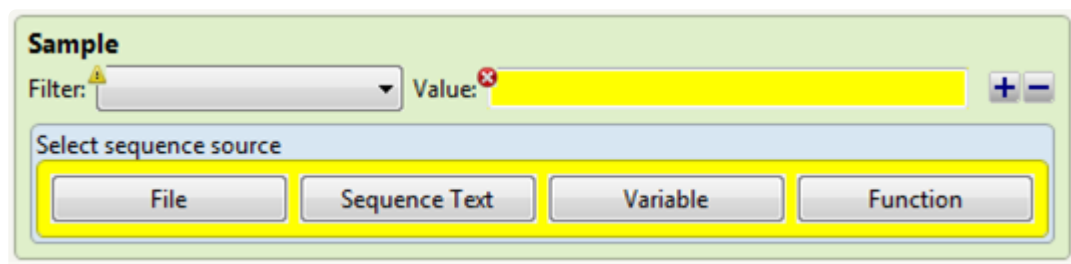 Sample
Filter: Value:
Select sequence source
File Sequence Text Variable Function